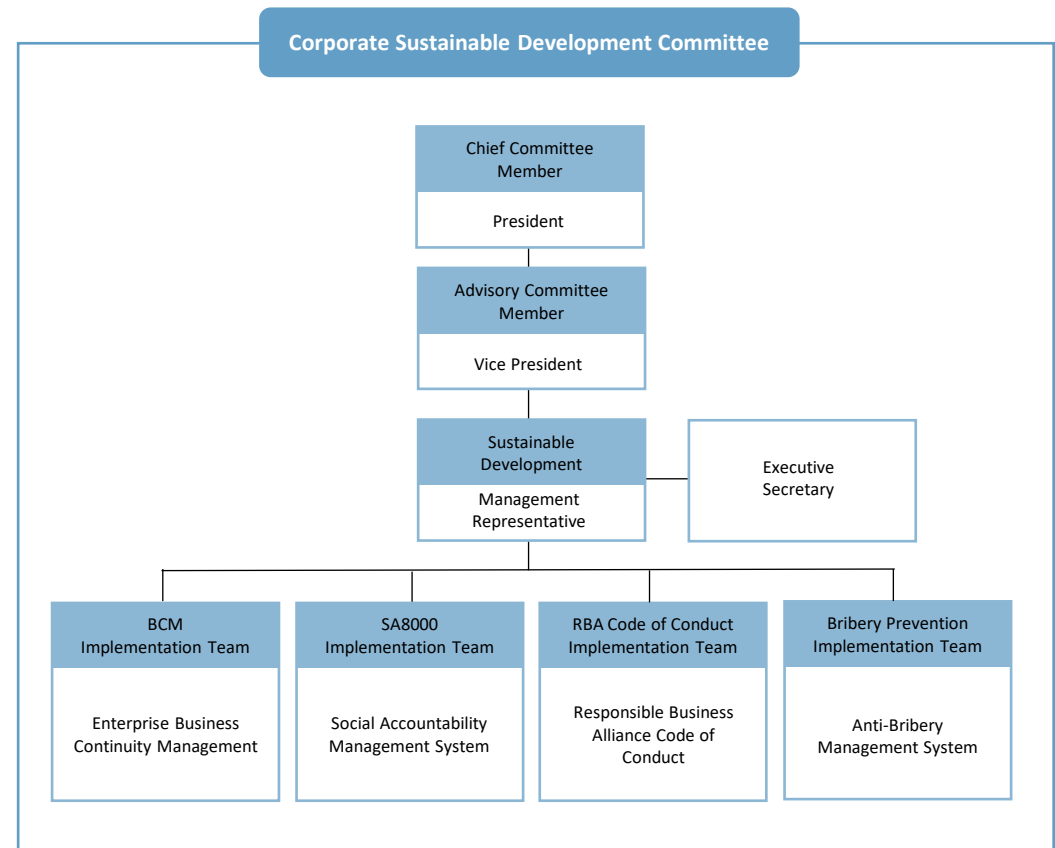 Corporate Sustainable Development Committee
Chief Committee
Member
President
Advisory Committee
Member
Vice President
Sustainable
Development
Management
Representative
Executive
Secretary
BCM
Implementation Team
Enterprise Business
Continuity Management
SA8000
Implementation Team
Social Accountability
Management System
RBA Code of Conduct
Implementation Team
Responsible Business
Alliance Code of
Conduct
Bribery Prevention
Implementation Team
Anti-Bribery
Management System